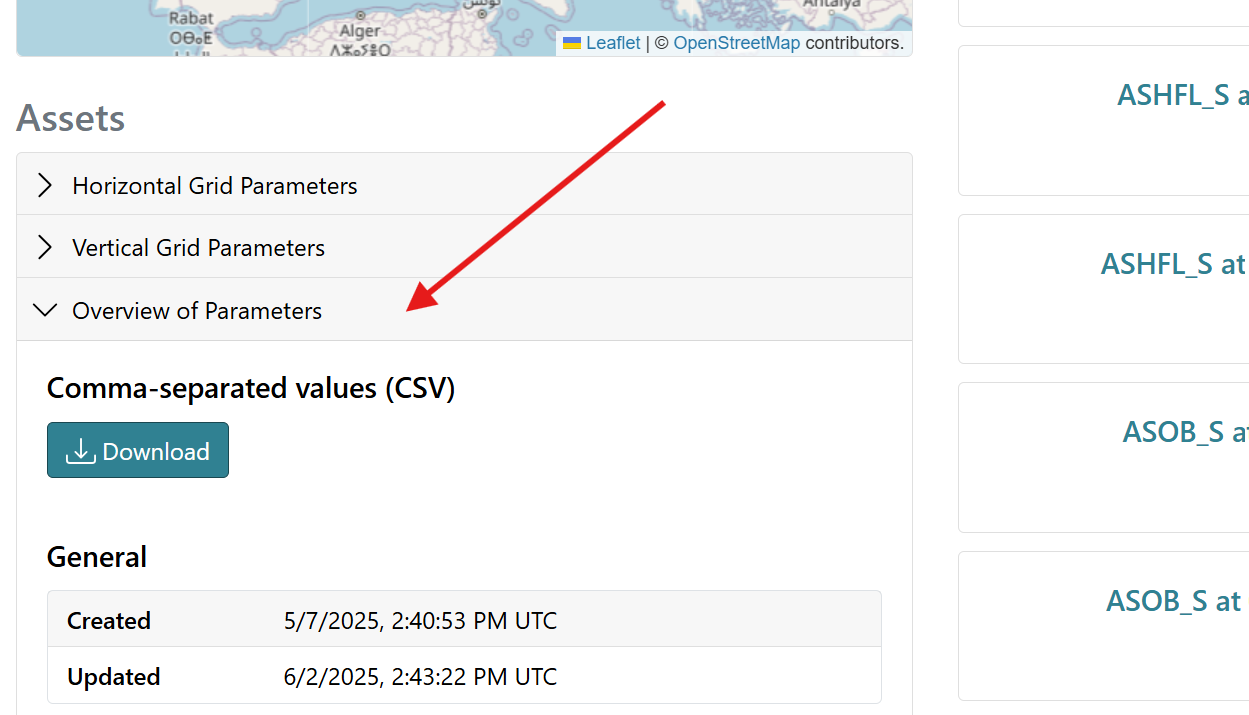 Rabat
ⵔⴱⴰⵟ
تونس
Alger
Antalya
Leaflet | © OpenStreetMap contributors.
Assets
Horizontal Grid Parameters
Vertical Grid Parameters
Overview of Parameters
Comma-separated values (CSV)
Download
General
Created 5/7/2025, 2:40:53 PM UTC
Updated 6/2/2025, 2:43:22 PM UTC
ASHFL_S a
ASHFL_S at
ASOB_S at
ASOB_S at